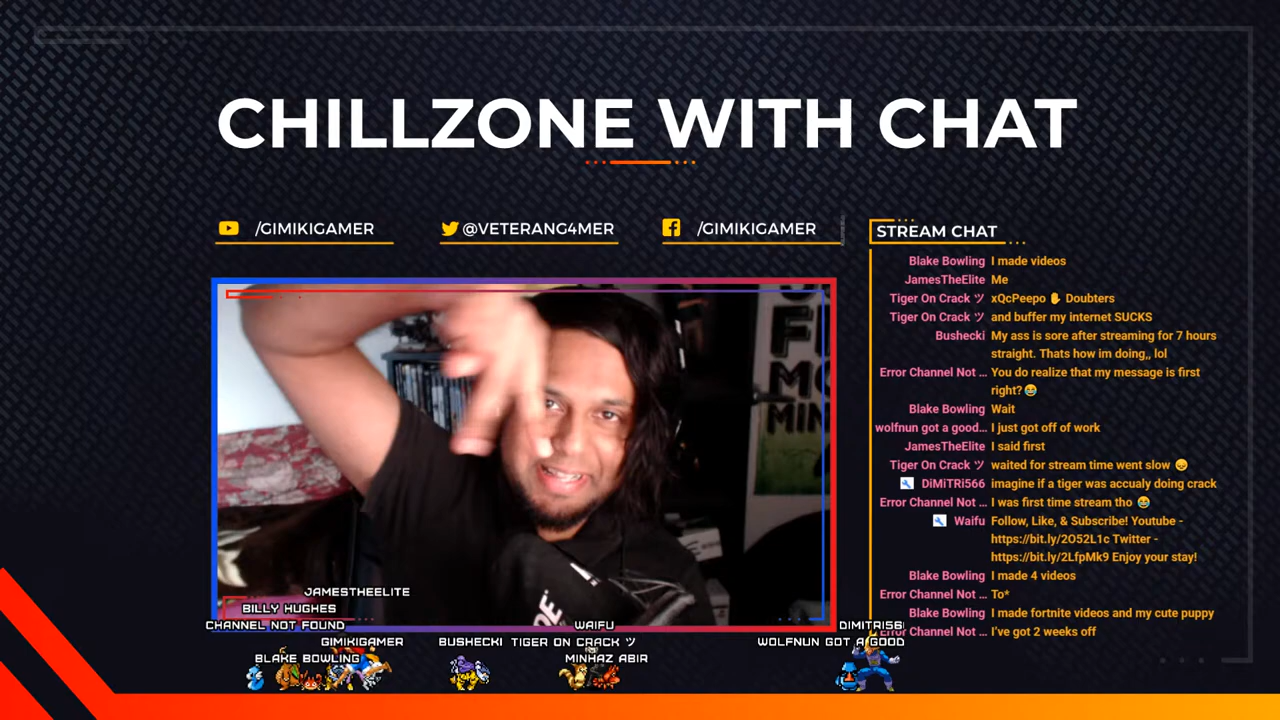 CHILLZONE WITH CHAT
/GIMIKIGAMER
@VETERANG4MER
/GIMIKIGAMER
STREAM CHAT
Blake Bowling I made videos
JamesTheElite Me
Tiger On Crack ツ xQcPeepo ✋ Doubters
Tiger On Crack ツ and buffer my internet SUCKS
Bushecki My ass is sore after streaming for 7 hours
straight. Thats how im doing,, lol
Error Channel Not ... You do realize that my message is first
right? 😂
Blake Bowling Wait
wolfnun got a good... I just got off of work
JamesTheElite I said first
Tiger On Crack ツ waited for stream time went slow 😞
DiMiTRi566 imagine if a tiger was accualy doing crack
Error Channel Not ... I was first time stream tho 😂
Waifu Follow, Like, & Subscribe! Youtube -
https://bit.ly/2O52L1c Twitter -
https://bit.ly/2LfpMk9 Enjoy your stay!
Blake Bowling I made 4 videos
Error Channel Not ... To*
Blake Bowling I made fortnite videos and my cute puppy
Error Channel Not ... I've got 2 weeks off
JAMESTHEELITE
BILLY HUGHES
CHANNEL NOT FOUND
WAIFU
DIMITRI56
GIMIKIGAMER
BUSHECKI
TIGER ON CRACK ツ
WOLFNUN GOT A GOOD
BLAKE BOWLING
MINHAZ ABIR